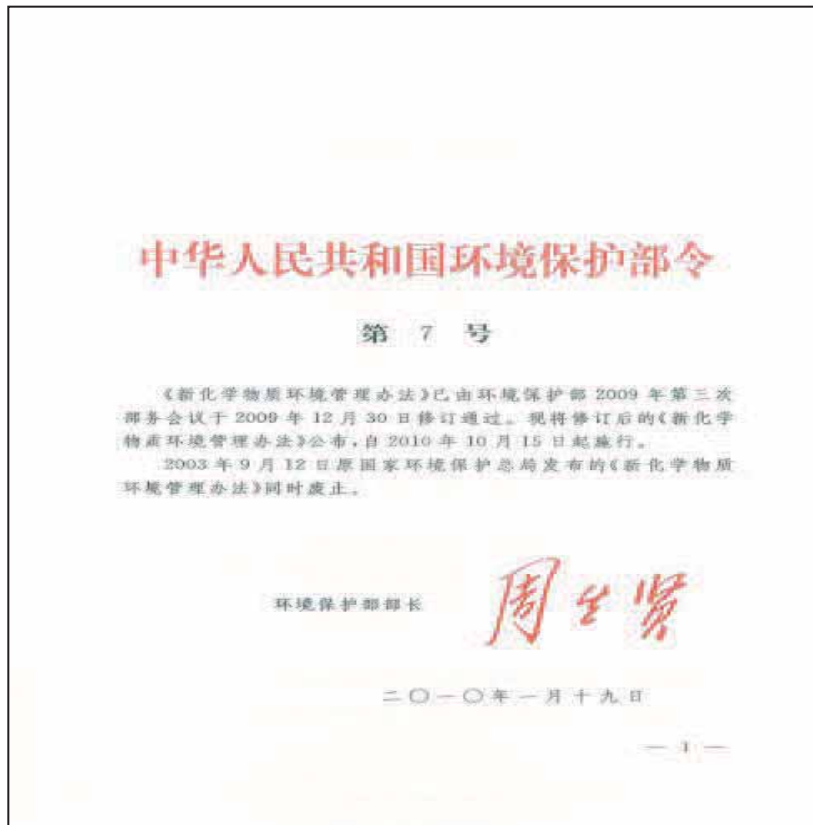 中华人民共和国环境保护部令
第 7 号
《新化学物质环境管理办法》已由环境保护部 2009 年第三次
部务会议于 2009 年 12 月 30 日修订通过。现将修订后的《新化学
物质环境管理办法》公布，自 2010 年 10 月 15 日起施行。
2003 年 9 月 12 日原国家环境保护总局发布的《新化学物质
环境管理办法》同时废止。
环境保护部部长
周生贤
二〇一〇年一月十九日
— 1 —